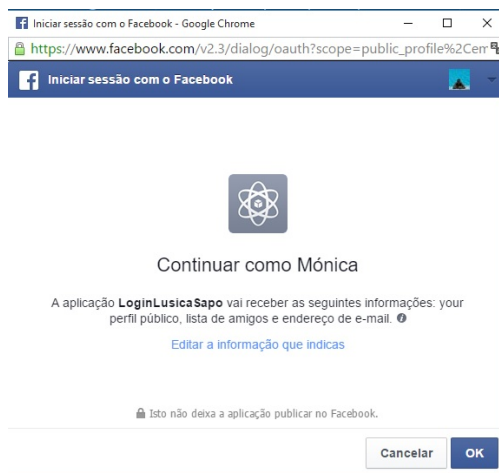 Iniciar sessão com o Facebook - Google Chrome
https://www.facebook.com/v2.3/dialog/oauth?scope=public_profile%2Cem
Iniciar sessão com o Facebook
Continuar como Mónica
A aplicação LoginLusicaSapo vai receber as seguintes informações: your
perfil público, lista de amigos e endereço de e-mail.
Editar a informação que indicas
Isto não deixa a aplicação publicar no Facebook.
Cancelar OK